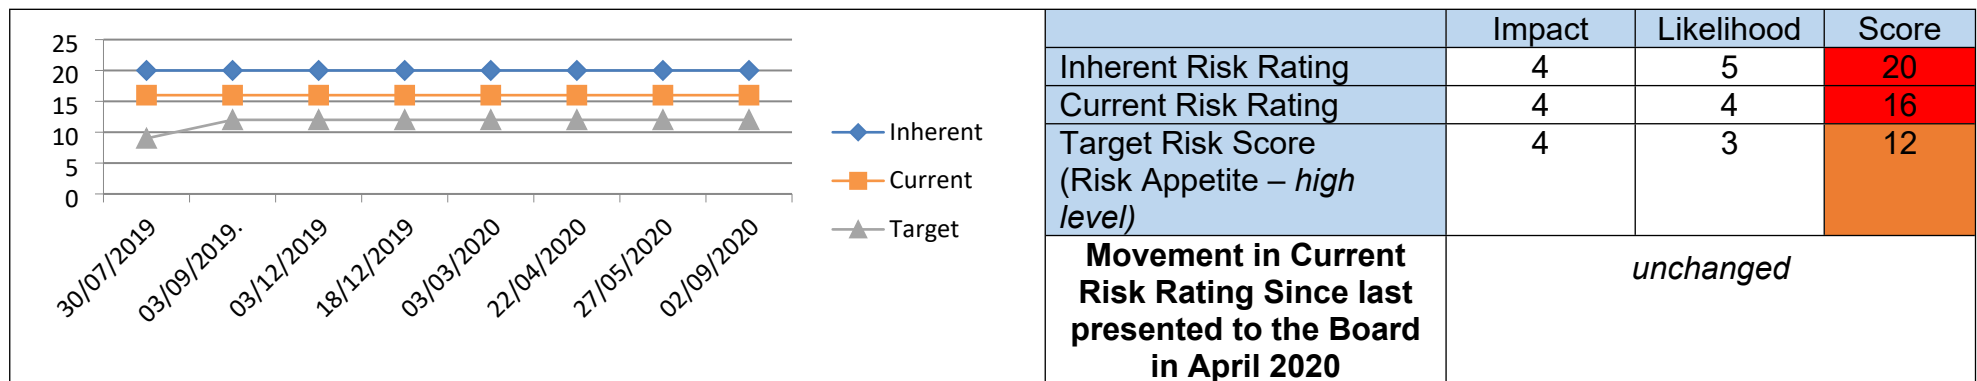 25
20
15
10
5
0
30/07/2019
03/09/2019.
03/12/2019
18/12/2019
03/03/2020
22/04/2020
27/05/2020
02/09/2020
Inherent
Current
Target
Impact Likelihood Score
Inherent Risk Rating 4 5 20
Current Risk Rating 4 4 16
Target Risk Score 4 3 12
(Risk Appetite – high
level)
Movement in Current
Risk Rating Since last
presented to the Board
in April 2020
unchanged